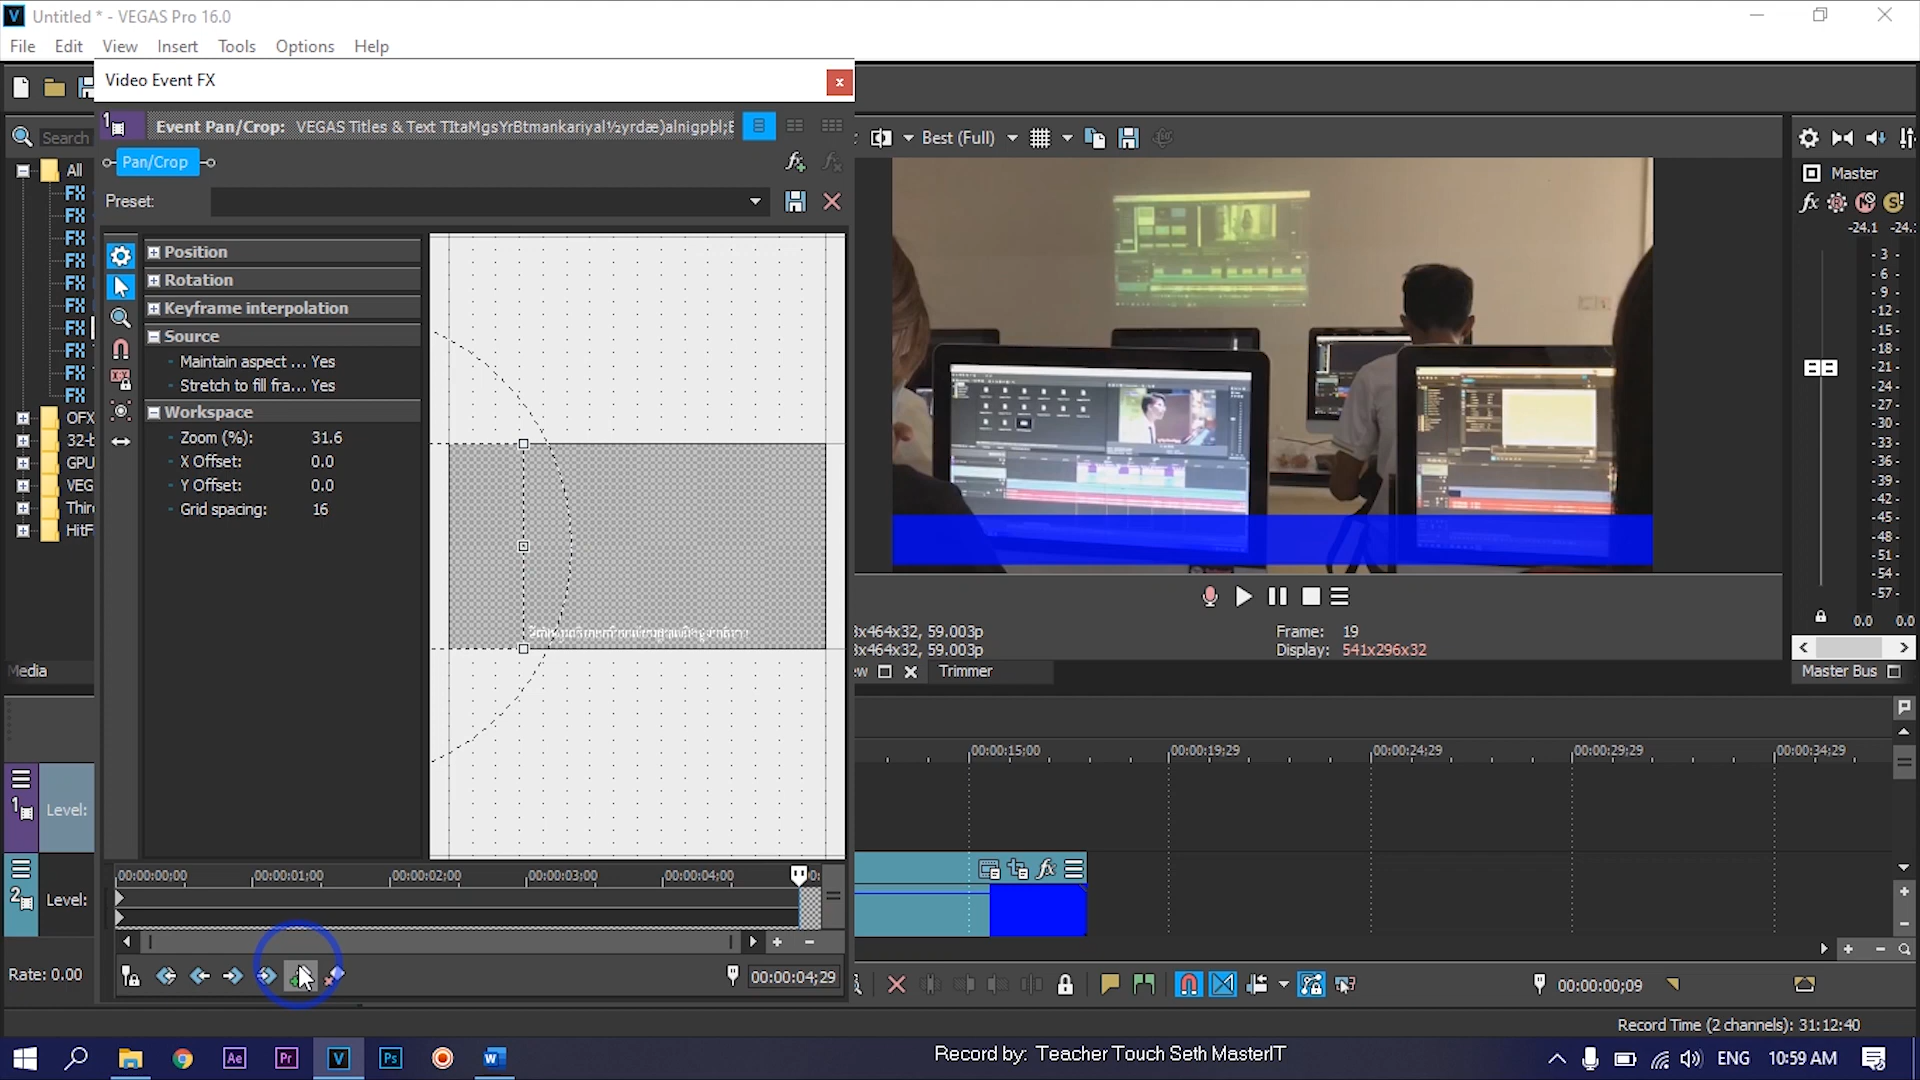 Untitled * - VEGAS Pro 16.0
File Edit View Insert Tools Options Help
Video Event FX
Event Pan/Crop: VEGAS Titles & Text TItaMgsYrBtmankariyal½yrdæ)alnigpþl;E
Pan/Crop
Preset:
Best (Full)
Search
All
FX
FX
FX
FX
FX
FX
FX
FX
FX
FX
OFX
32-b
GPU
VEG
Third
HitF
Media
Position
Rotation
Keyframe interpolation
Source
Maintain aspect ... Yes
Stretch to fill fra... Yes
Workspace
Zoom (%): 31.6
X Offset: 0.0
Y Offset: 0.0
Grid spacing: 16
Master
-24.1 -24.
- 3 -
- 6 -
- 9 -
-12-
-15-
-18-
-21-
-24-
-27-
-30-
-33-
-36-
-39-
-42-
-45-
-48-
-51-
-54-
-57-
0.0 0.0
Master Bus
3x464x32, 59.003p
3x464x32, 59.003p
Frame: 19
Display: 541x296x32
ew
Trimmer
00:00:15;00 00:00:19;29 00:00:24;29 00:00:29;29 00:00:34;29
Level:
Level:
00:00:00;00 00:00:01;00 00:00:02;00 00:00:03;00 00:00:04;00
Rate: 0.00
00:00:04;29
00:00:00;09
Record Time (2 channels): 31:12:40
Record by: Teacher Touch Seth MasterIT
ENG 10:59 AM